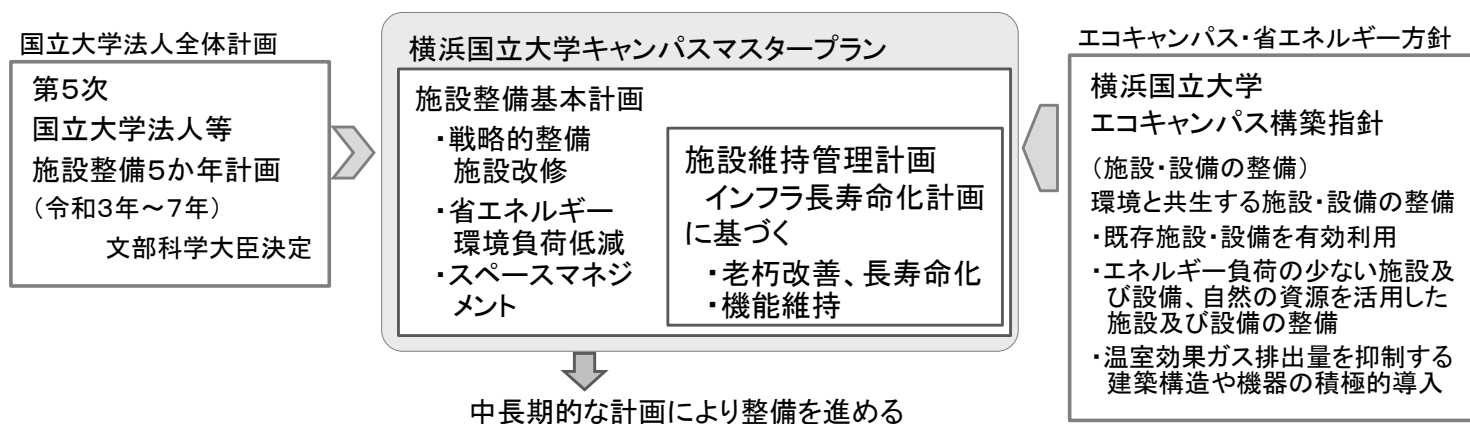 国立大学法人全体計画
第５次
国立大学法人等
施設整備５か年計画
（令和３年～７年）
文部科学大臣決定
横浜国立大学キャンパスマスタープラン
施設整備基本計画
・戦略的整備
施設改修
・省エネルギー
環境負荷低減
・スペースマネジ
メント
施設維持管理計画
インフラ長寿命化計画
に基づく
・老朽改善、長寿命化
・機能維持
中長期的な計画により整備を進める
エコキャンパス・省エネルギー方針
横浜国立大学
エコキャンパス構築指針
（施設・設備の整備）
環境と共生する施設・設備の整備
・既存施設・設備を有効利用
・エネルギー負荷の少ない施設及
び設備、自然の資源を活用した
施設及び設備の整備
・温室効果ガス排出量を抑制する
建築構造や機器の積極的導入